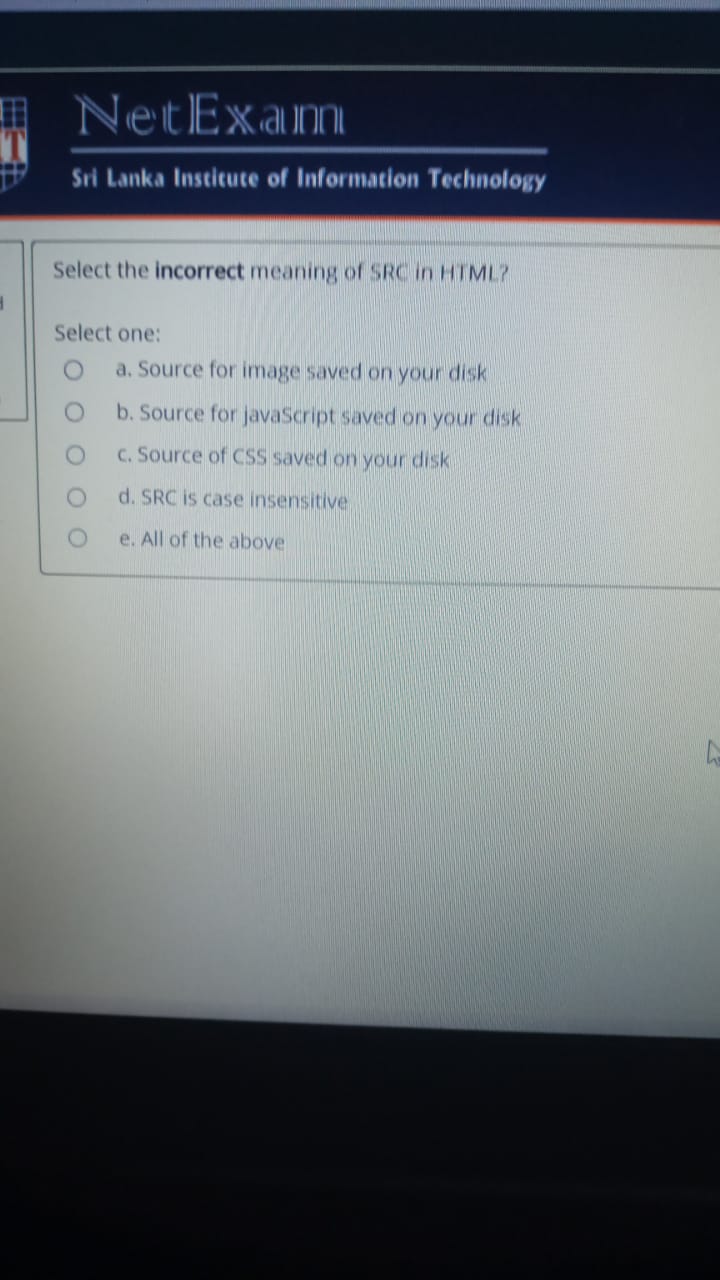 NetExam
IT
Sri Lanka Institute of Information Technology
Select the incorrect meaning of SRC in HTML?
Select one:
a. Source for image saved on your disk
b. Source for javaScript saved on your disk
c. Source of CSS saved on your disk
d. SRC is case insensitive
e. All of the above